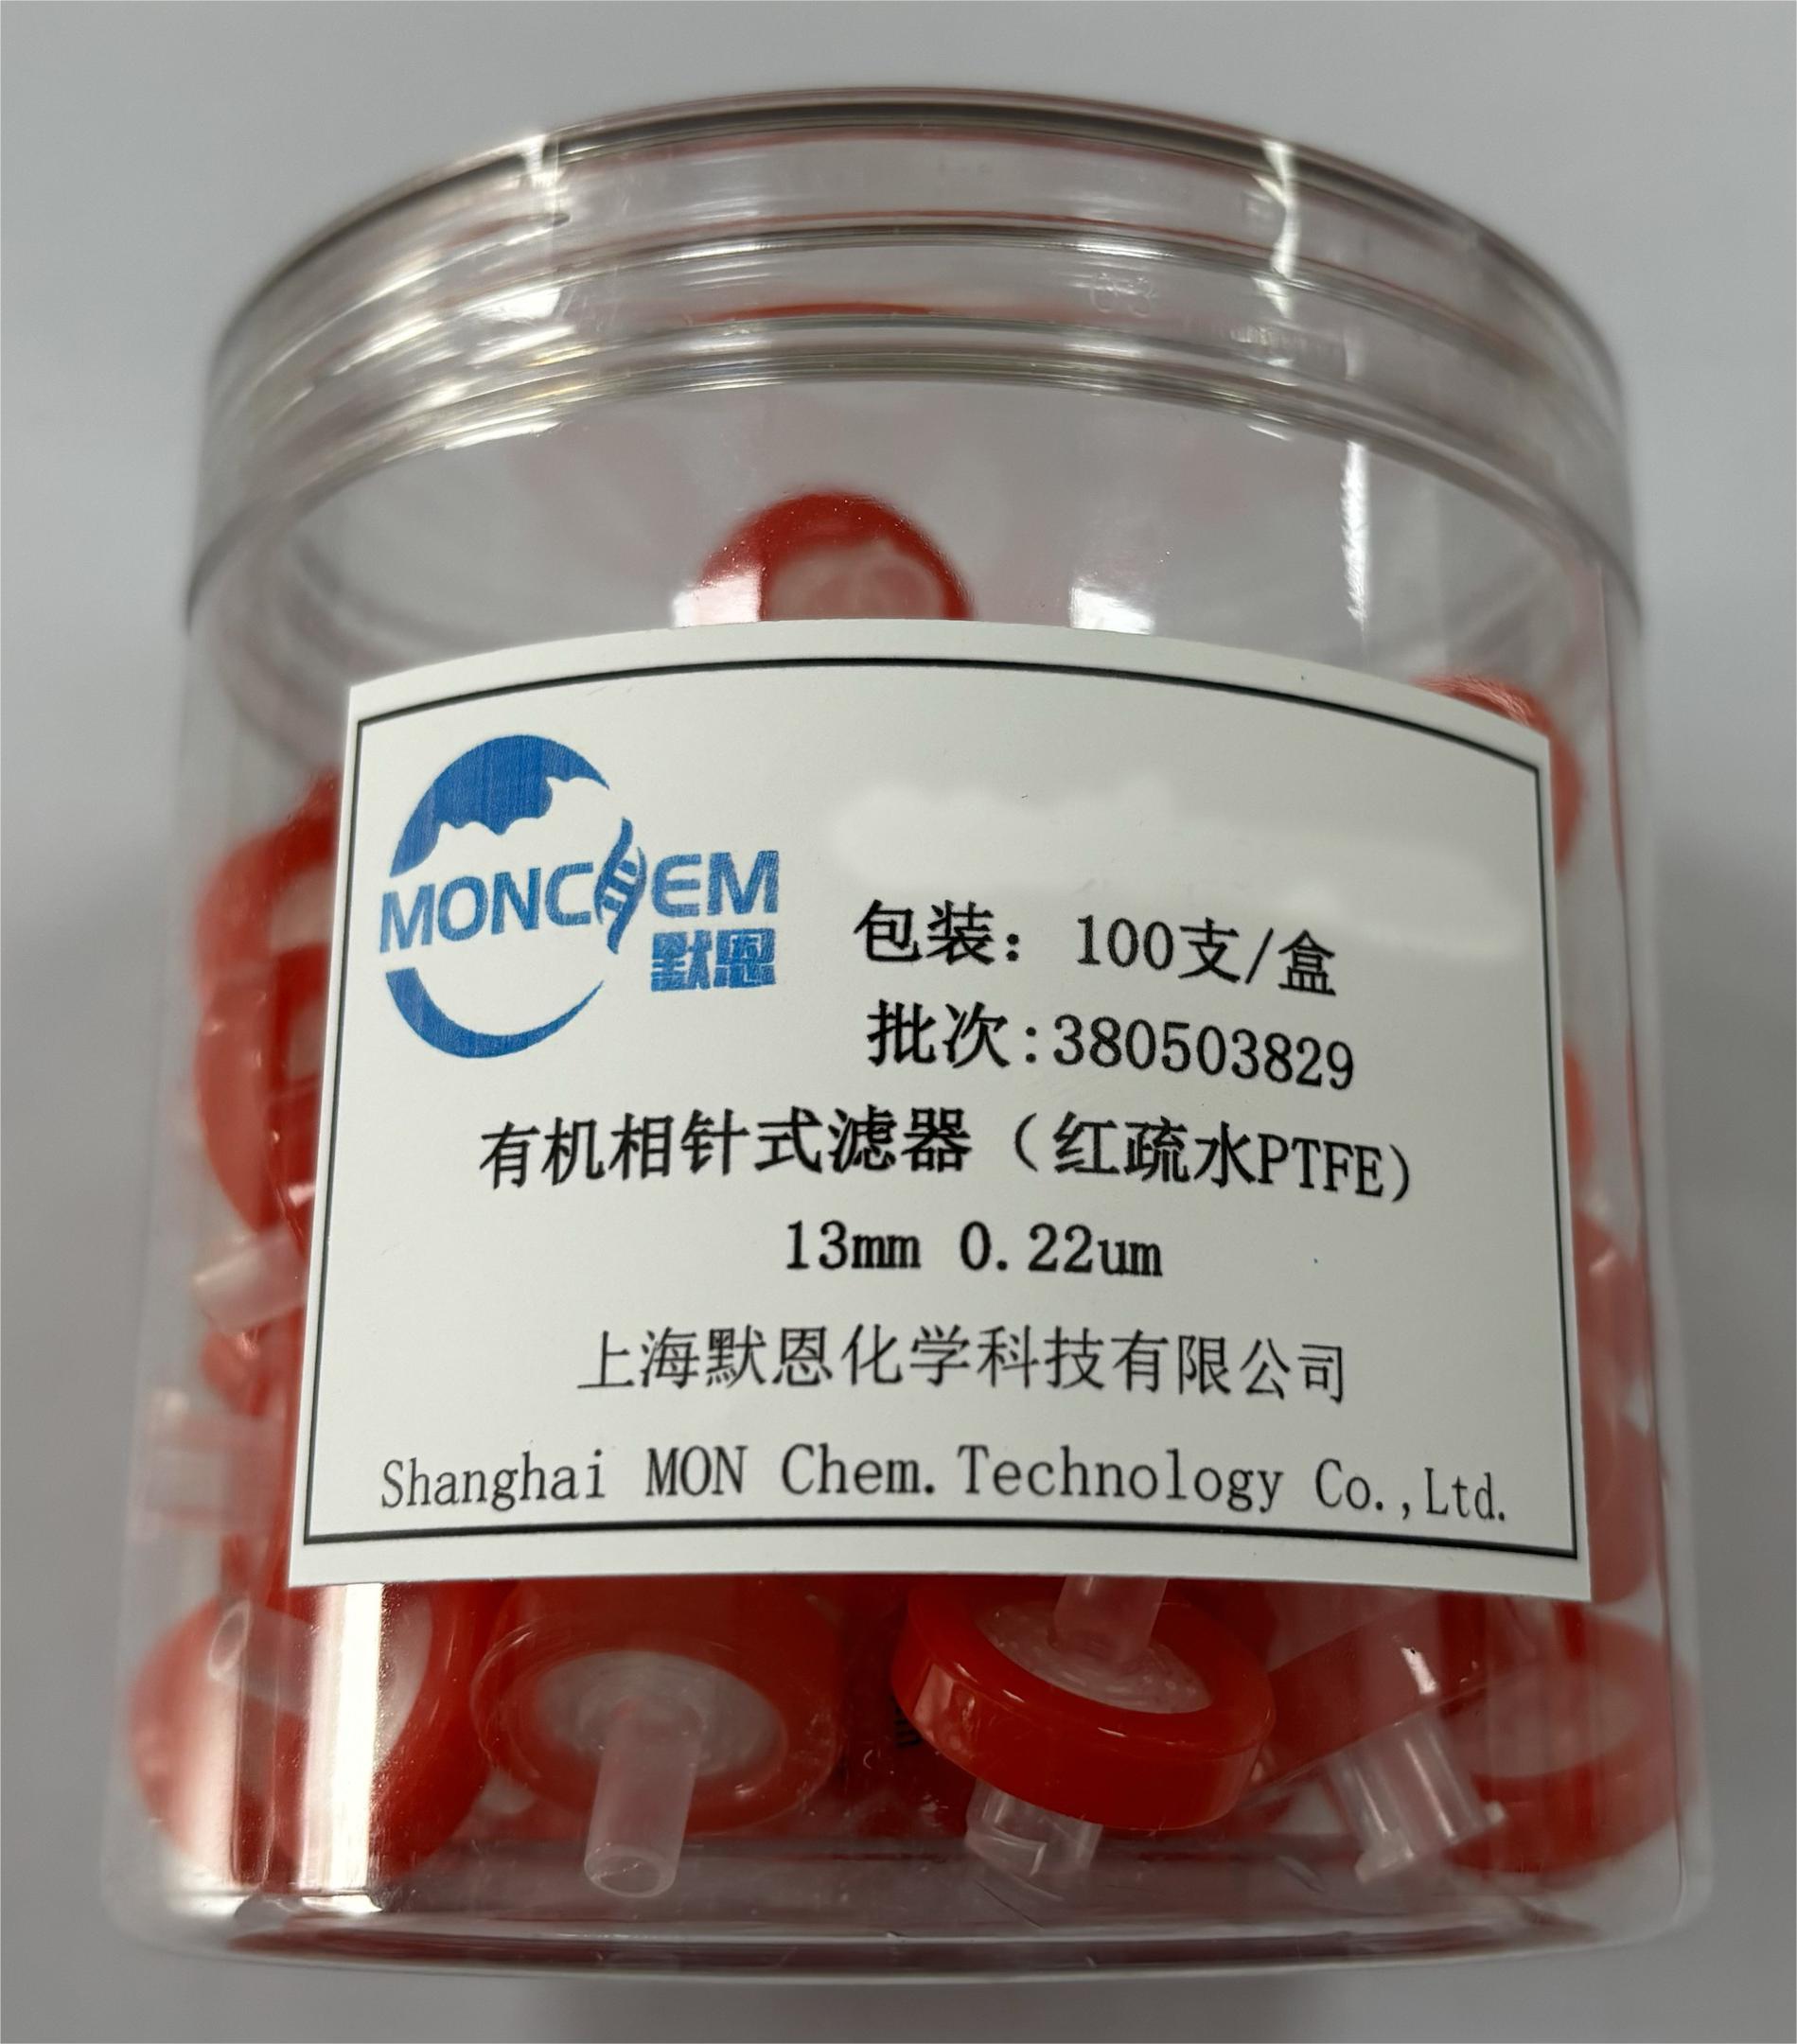 MONCHEM
默恩
包装：100支/盒
批次:380503829
有机相针式滤器（红疏水PTFE）
13mm 0.22um
上海默恩化学科技有限公司
Shanghai MON Chem.Technology Co.,Ltd.